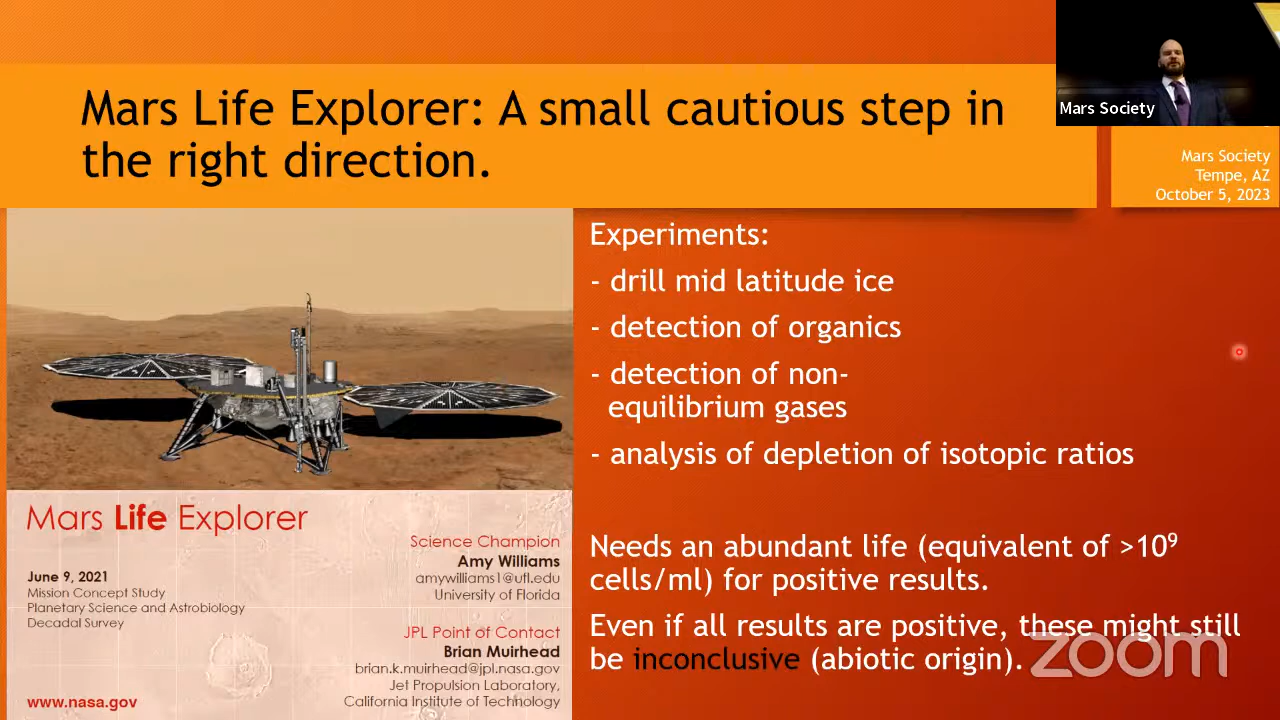 Mars Life Explorer: A small cautious step in
the right direction.
Mars Society
Mars Society
Tempe, AZ
October 5, 2023
Experiments:
- drill mid latitude ice
- detection of organics
- detection of non-
equilibrium gases
- analysis of depletion of isotopic ratios
Needs an abundant life (equivalent of >10⁹
cells/ml) for positive results.
Even if all results are positive, these might still
be inconclusive (abiotic origin).
Mars Life Explorer
June 9, 2021
Mission Concept Study
Planetary Science and Astrobiology
Decadal Survey
www.nasa.gov
Science Champion
Amy Williams
amywilliams1@ufl.edu
University of Florida
JPL Point of Contact
Brian Muirhead
brian.k.muirhead@jpl.nasa.gov
Jet Propulsion Laboratory,
California Institute of Technology
zoom